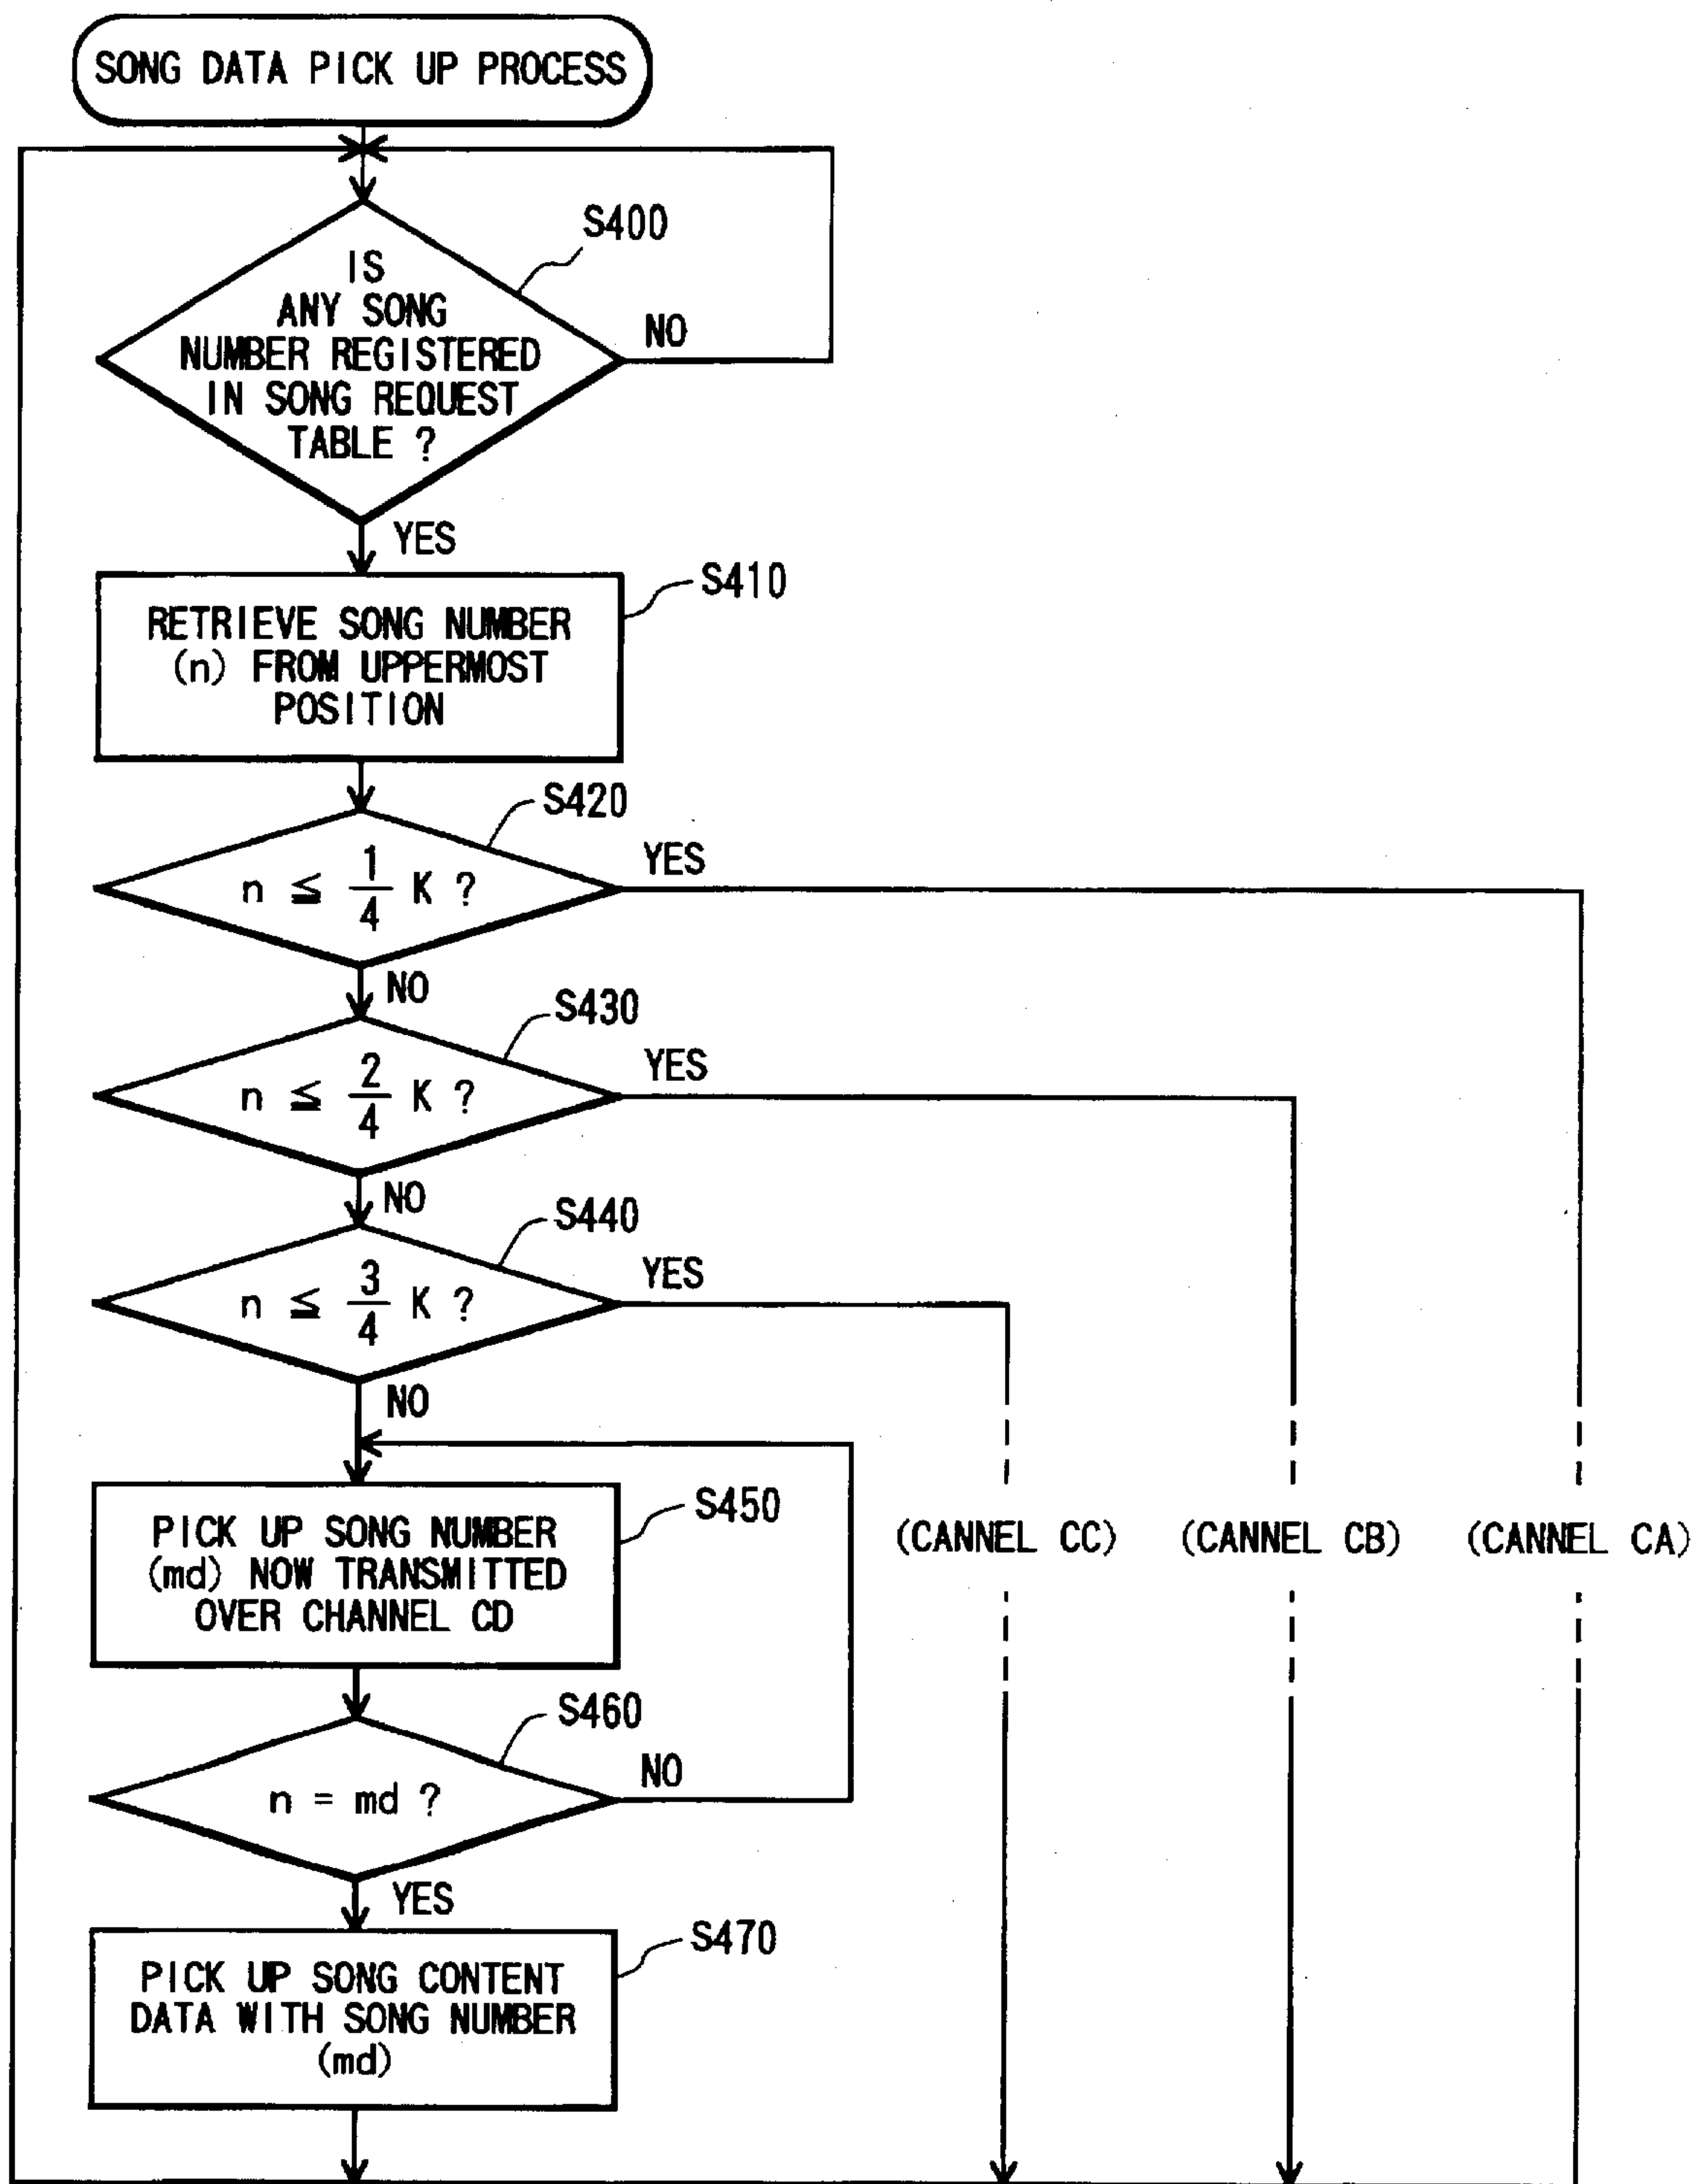 SONG DATA PICK UP PROCESS
S400
IS
ANY SONG
NUMBER REGISTERED
IN SONG REQUEST
TABLE ?
NO
YES
S410
RETRIEVE SONG NUMBER
(n) FROM UPPERMOST
POSITION
S420
n ≦ 1/4 K ?
YES
NO
S430
n ≦ 2/4 K ?
YES
NO
S440
n ≦ 3/4 K ?
YES
NO
S450
PICK UP SONG NUMBER
(md) NOW TRANSMITTED
OVER CHANNEL CD
(CANNEL CC) (CANNEL CB) (CANNEL CA)
S460
n = md ?
NO
YES
S470
PICK UP SONG CONTENT
DATA WITH SONG NUMBER
(md)